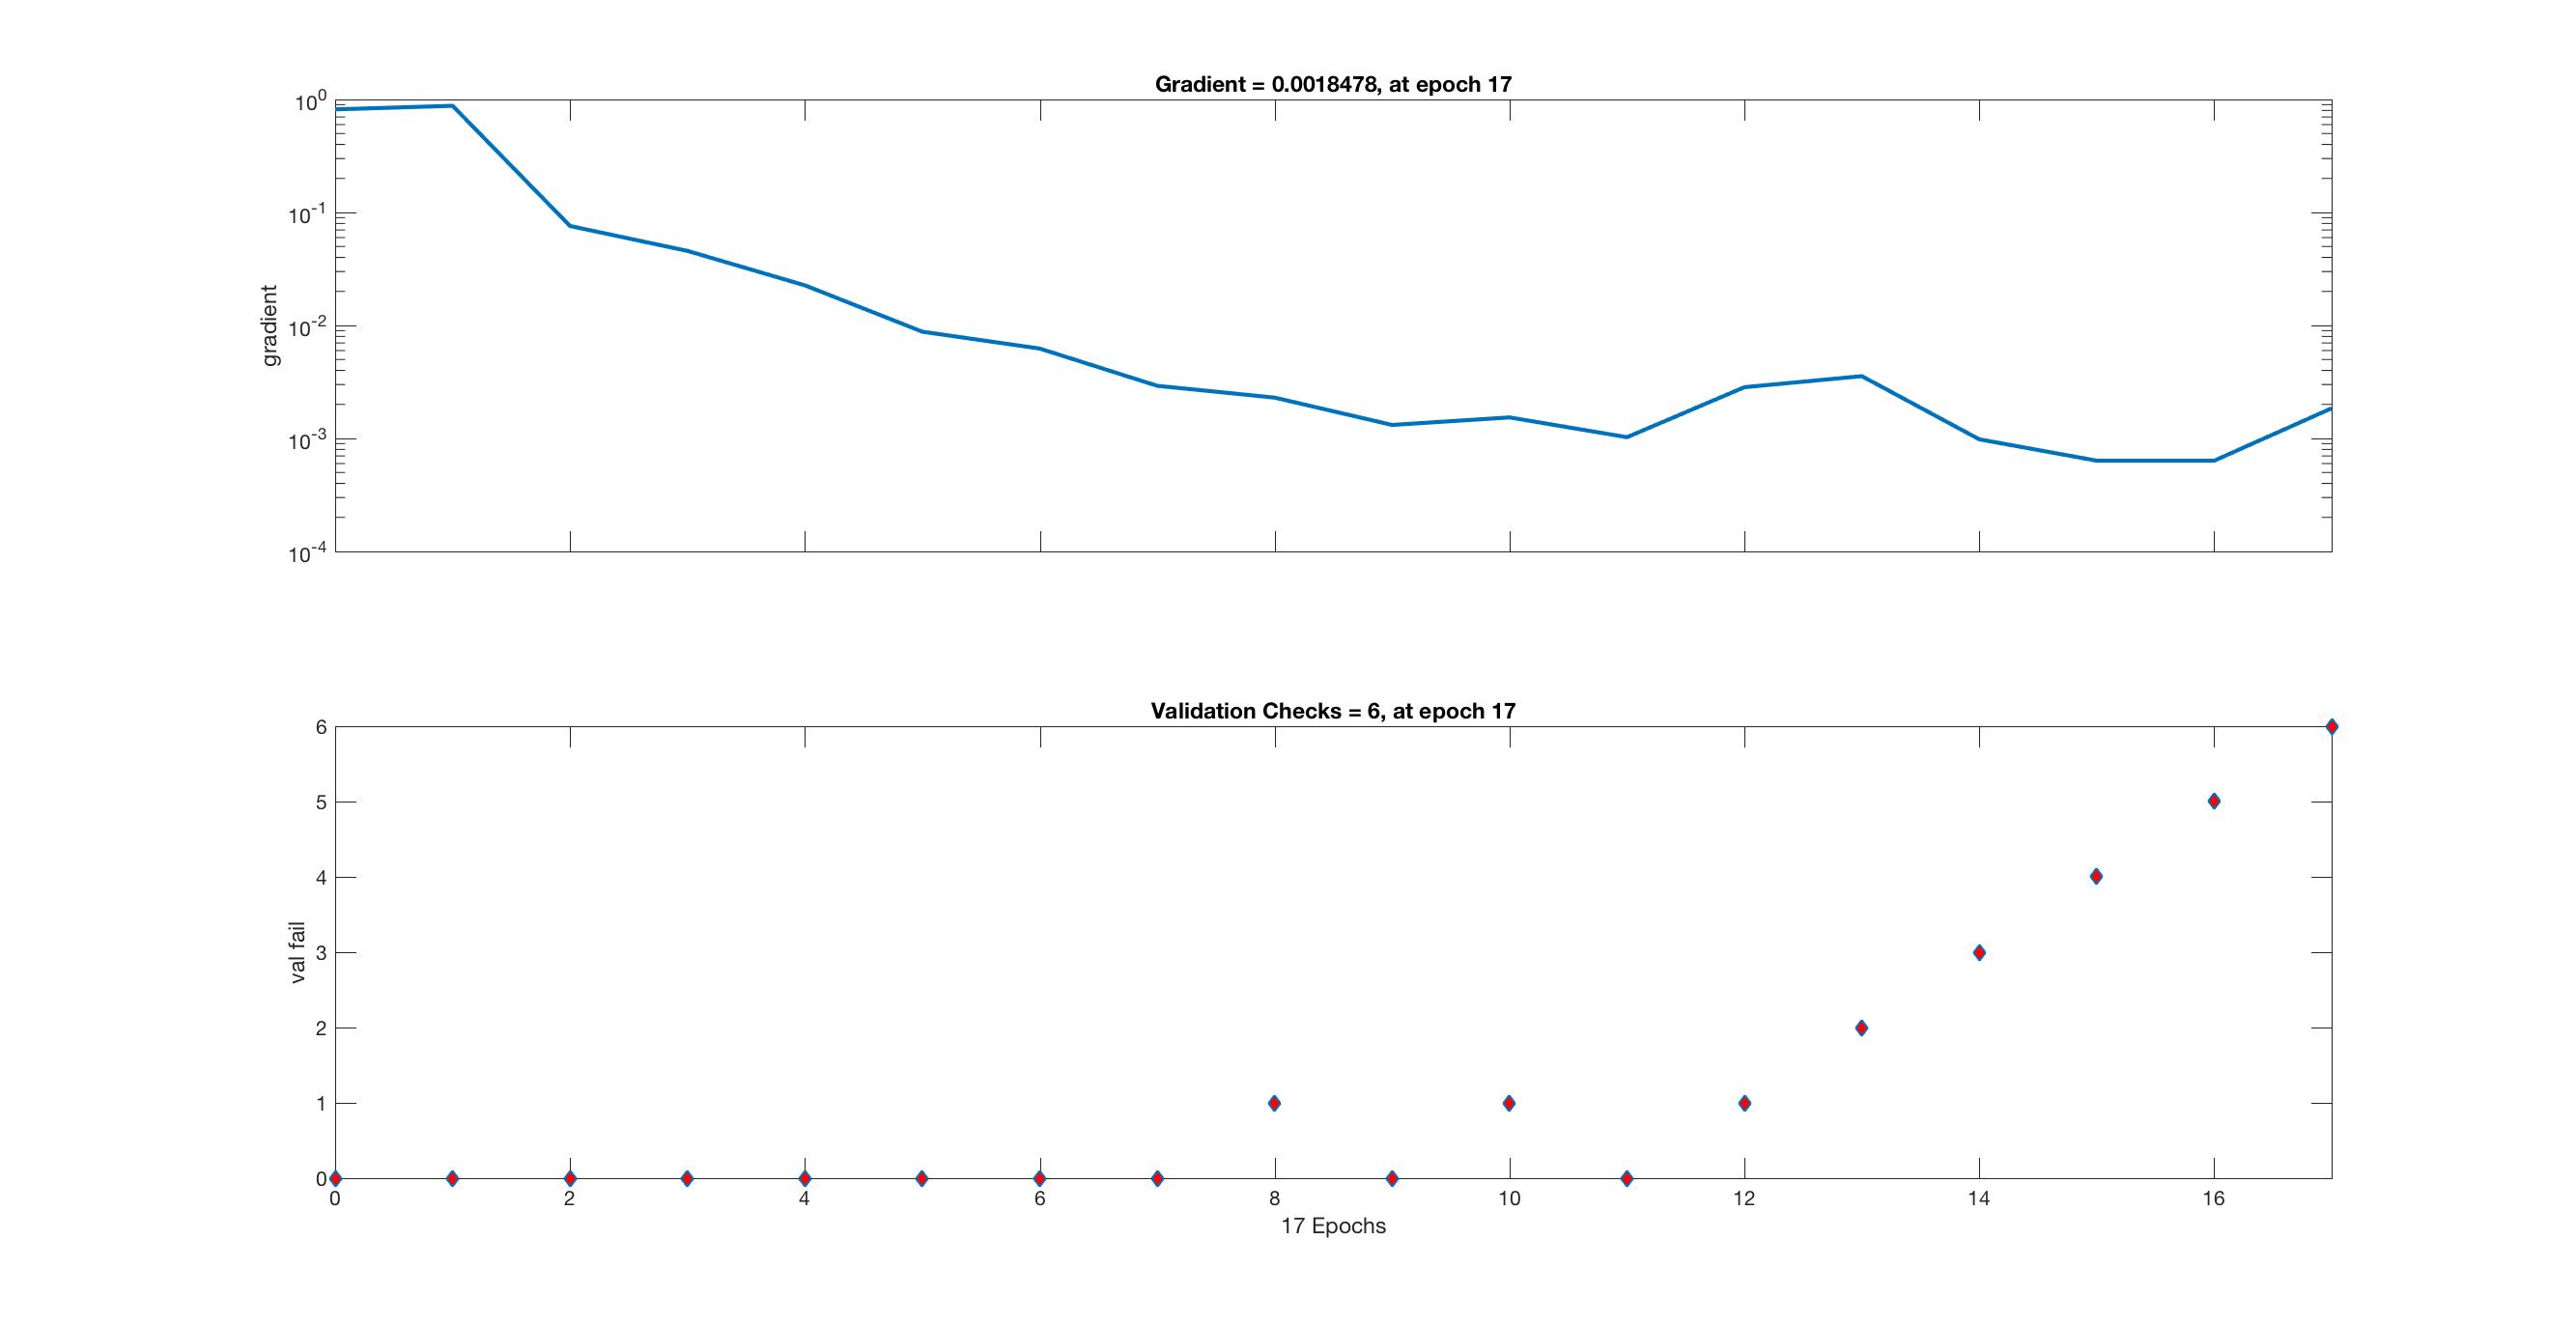 Gradient = 0.0018478, at epoch 17
10^0
10^-1
10^-2
10^-3
10^-4
gradient
Validation Checks = 6, at epoch 17
6
5
4
3
2
1
0
val fail
0 2 4 6 8 10 12 14 16
17 Epochs